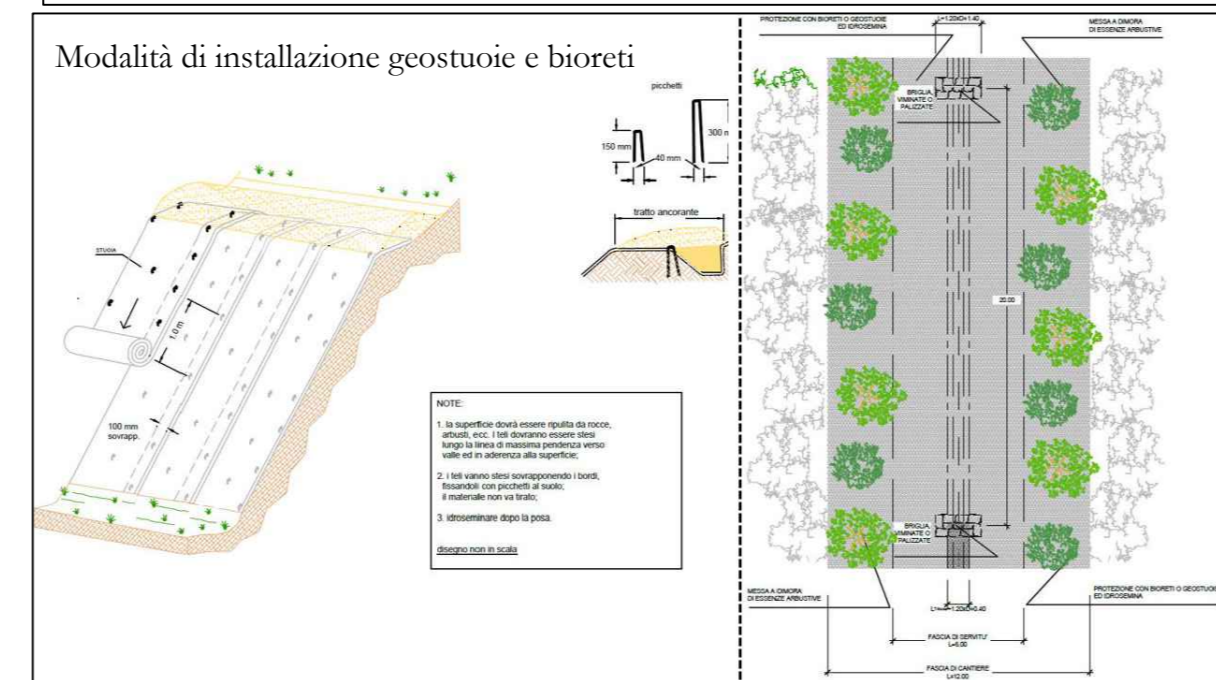 Modalità di installazione geostuoie e bioreti
picchetti
150 mm
40 mm
tratto ancorante
STUOIA
1.0 m
100 mm
sovrapp.
NOTE:
1. la superficie dovrà essere ripulita da rocce,
arbusti, ecc. i teli dovranno essere stesi
lungo la linea di massima pendenza verso
valle ed in aderenza alla superficie;
2. i teli vanno stesi sovrapponendo i bordi,
fissandoli con picchetti al suolo;
il materiale non va tirato;
3. idroseminare dopo la posa.
disegno non in scala
PROTEZIONE CON BIORETI O GEOSTUOIE
ED IDROSEMINA
L=1.20xD+1.40
MESSA A DIMORA
DI ESSENZE ARBUSTIVE
BRIGLIA,
VIMINATE O
PALIZZATE
20.00
BRIGLIA,
VIMINATE O
PALIZZATE
MESSA A DIMORA
DI ESSENZE ARBUSTIVE
PROTEZIONE CON BIORETI O GEOSTUOIE
ED IDROSEMINA
FASCIA DI SERVITU'
L=6.00
FASCIA DI CANTIERE
L=12.00